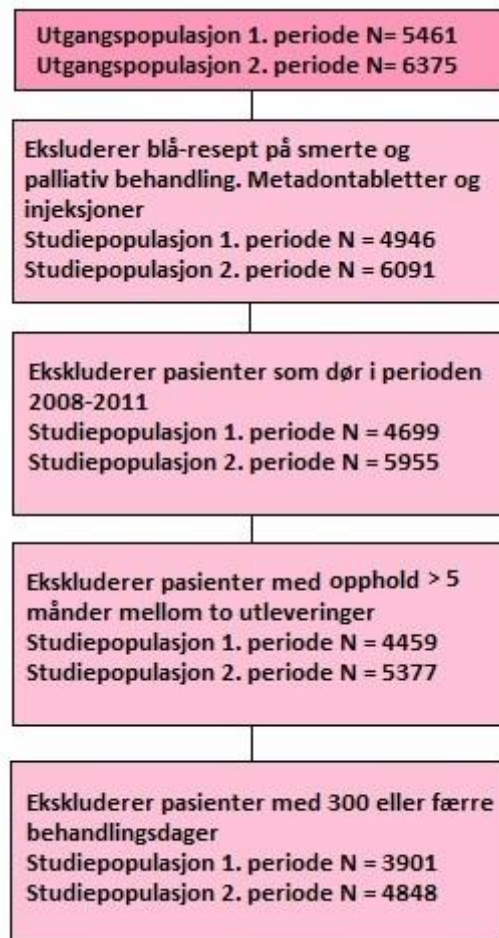 Utgangspopulasjon 1. periode N= 5461
Utgangspopulasjon 2. periode N= 6375
Eksluderer blå-resept på smerte og
palliativ behandling. Metadontabletter og
injeksjoner
Studiepopulasjon 1. periode N = 4946
Studiepopulasjon 2. periode N = 6091
Ekskluderer pasienter som dør i perioden
2008-2011
Studiepopulasjon 1. periode N = 4699
Studiepopulasjon 2. periode N = 5955
Ekskluderer pasienter med opphold > 5
månder mellom to utleveringer
Studiepopulasjon 1. periode N = 4459
Studiepopulasjon 2. periode N = 5377
Ekskluderer pasienter med 300 eller færre
behandlingsdager
Studiepopulasjon 1. periode N = 3901
Studiepopulasjon 2. periode N = 4848